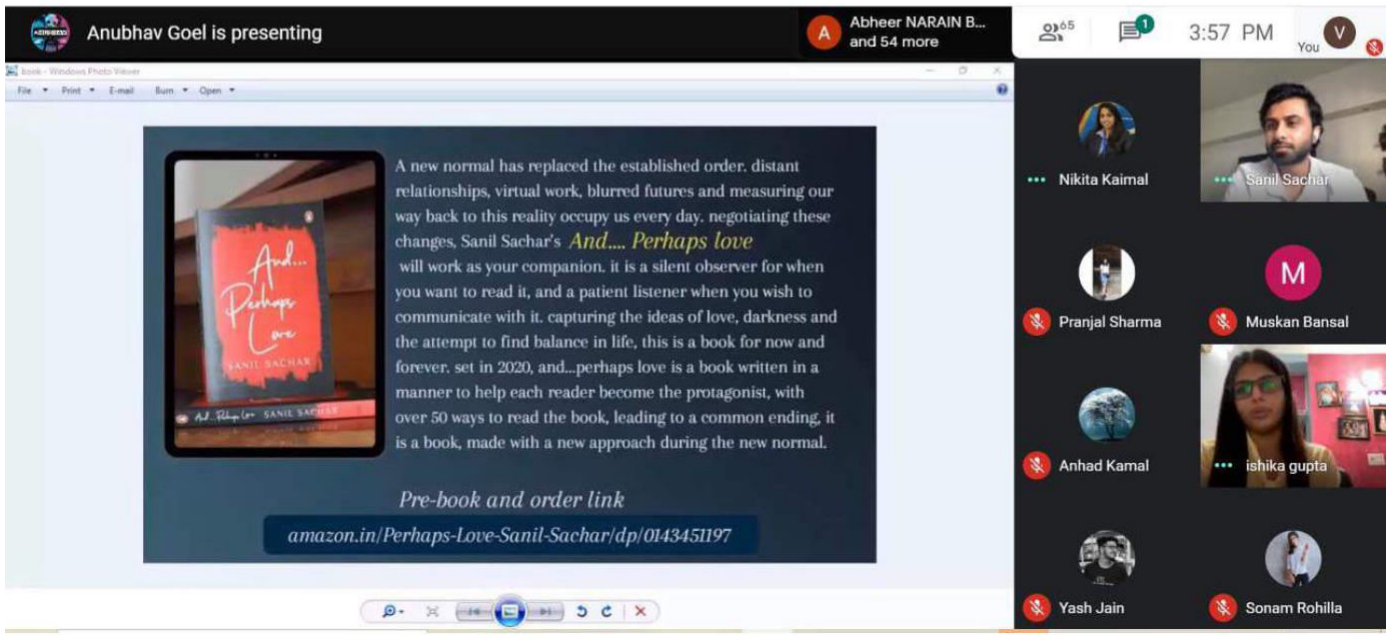 Anubhav Goel is presenting
A
Abheer NARAIN B...
and 54 more
65
1
3:57 PM
You
V
book - Windows Photo Viewer
File Print E-mail Burn Open
And...
Perhaps
Love
SANIL SACHAR
And... Perhaps Love SANIL SACHAR
A new normal has replaced the established order. distant
relationships, virtual work, blurred futures and measuring our
way back to this reality occupy us every day. negotiating these
changes, Sanil Sachar's And.... Perhaps love
will work as your companion. it is a silent observer for when
you want to read it, and a patient listener when you wish to
communicate with it. capturing the ideas of love, darkness and
the attempt to find balance in life, this is a book for now and
forever. set in 2020, and...perhaps love is a book written in a
manner to help each reader become the protagonist, with
over 50 ways to read the book, leading to a common ending, it
is a book, made with a new approach during the new normal.
Pre-book and order link
amazon.in/Perhaps-Love-Sanil-Sachar/dp/0143451197
Nikita Kaimal
Sanil Sachar
Pranjal Sharma
M
Muskan Bansal
Anhad Kamal
ishika gupta
Yash Jain
Sonam Rohilla